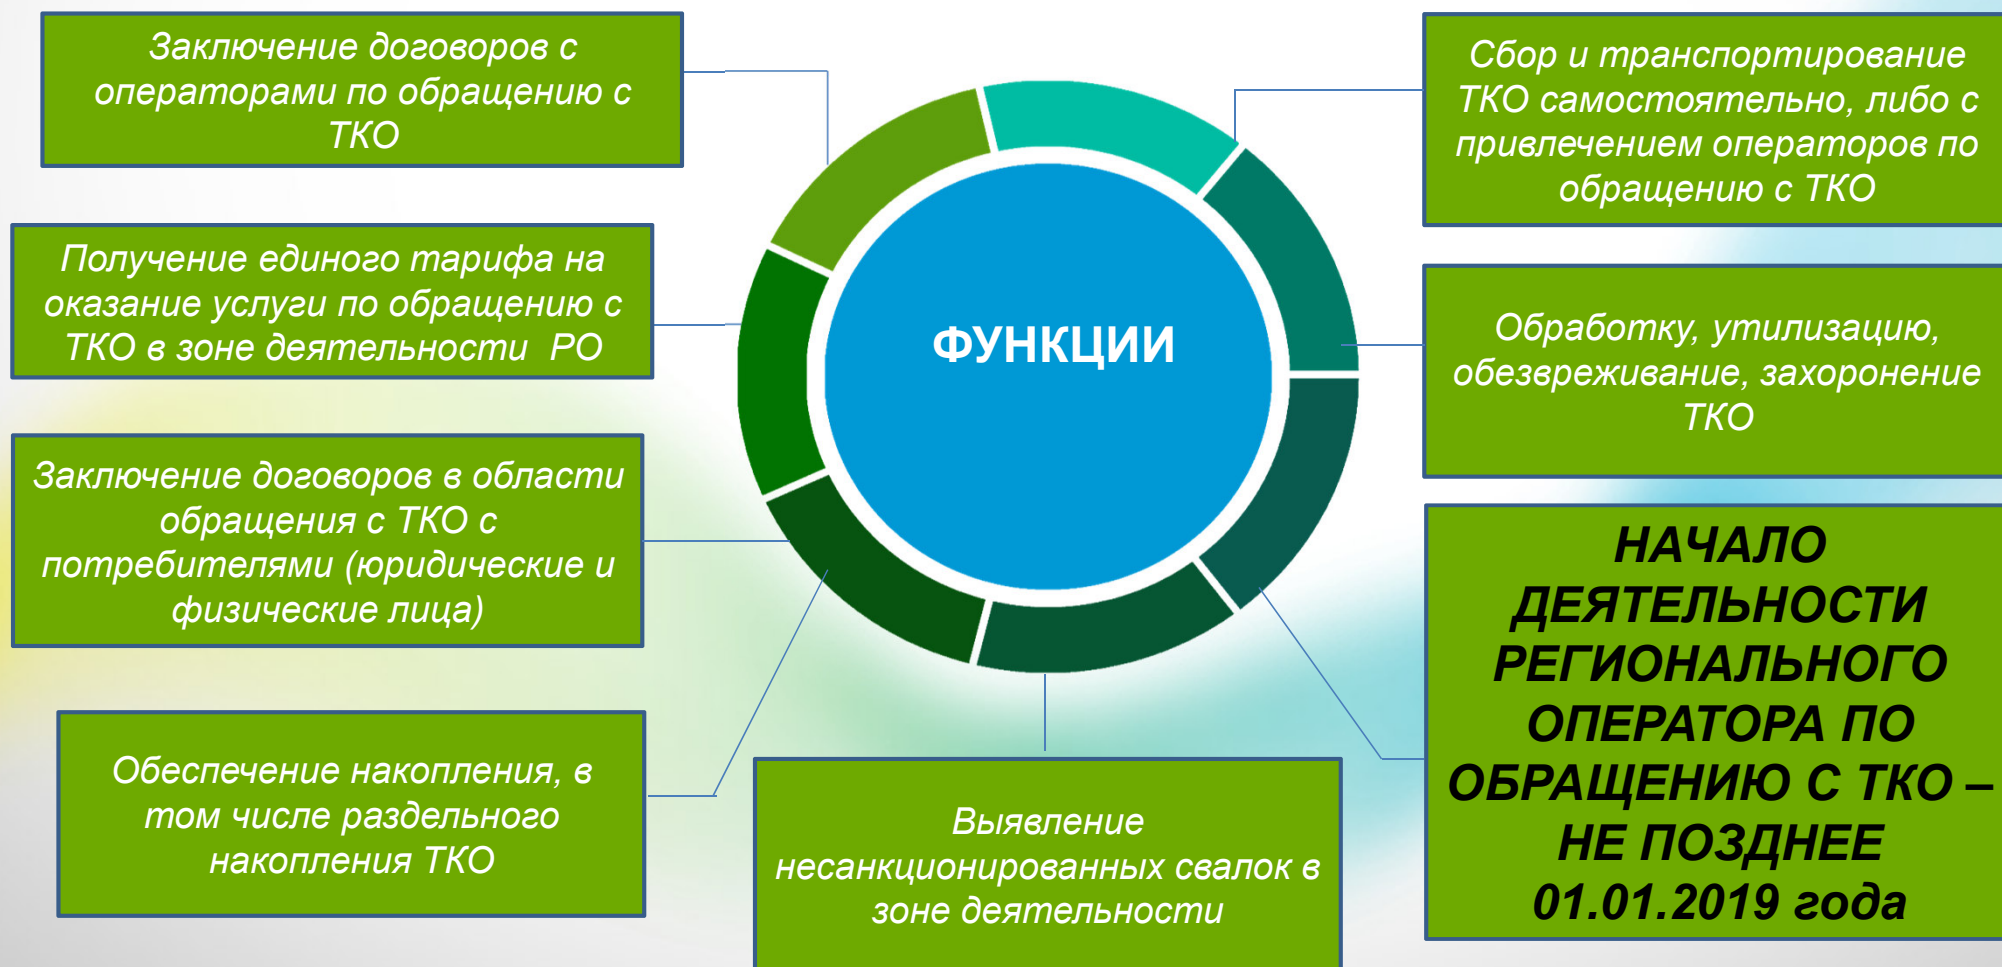 Заключение договоров с
операторами по обращению с
ТКО
Получение единого тарифа на
оказание услуги по обращению с
ТКО в зоне деятельности РО
Заключение договоров в области
обращения с ТКО с
потребителями (юридические и
физические лица)
Обеспечение накопления, в
том числе раздельного
накопления ТКО
ФУНКЦИИ
Выявление
несанкционированных свалок в
зоне деятельности
Сбор и транспортирование
ТКО самостоятельно, либо с
привлечением операторов по
обращению с ТКО
Обработку, утилизацию,
обезвреживание, захоронение
ТКО
НАЧАЛО
ДЕЯТЕЛЬНОСТИ
РЕГИОНАЛЬНОГО
ОПЕРАТОРА ПО
ОБРАЩЕНИЮ С ТКО –
НЕ ПОЗДНЕЕ
01.01.2019 года